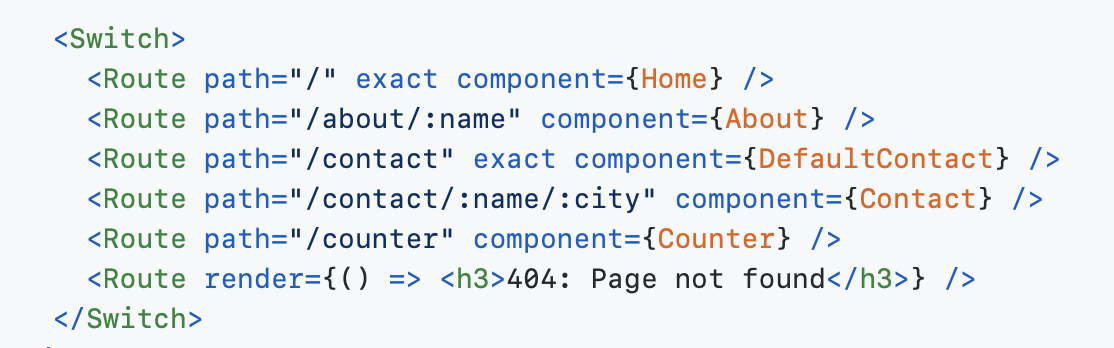 <Switch>
<Route path="/" exact component={Home} />
<Route path="/about/:name" component={About} />
<Route path="/contact" exact component={DefaultContact} />
<Route path="/contact/:name/:city" component={Contact} />
<Route path="/counter" component={Counter} />
<Route render={() => <h3>404: Page not found</h3>} />
</Switch>